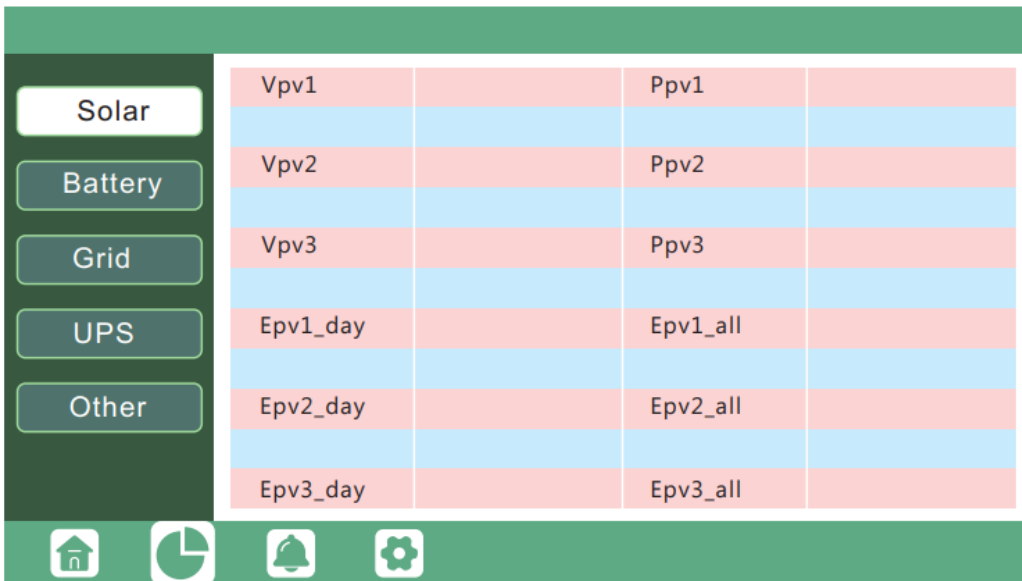 Solar
Battery
Grid
UPS
Other
Vpv1 Ppv1
Vpv2 Ppv2
Vpv3 Ppv3
Epv1_day Epv1_all
Epv2_day Epv2_all
Epv3_day Epv3_all